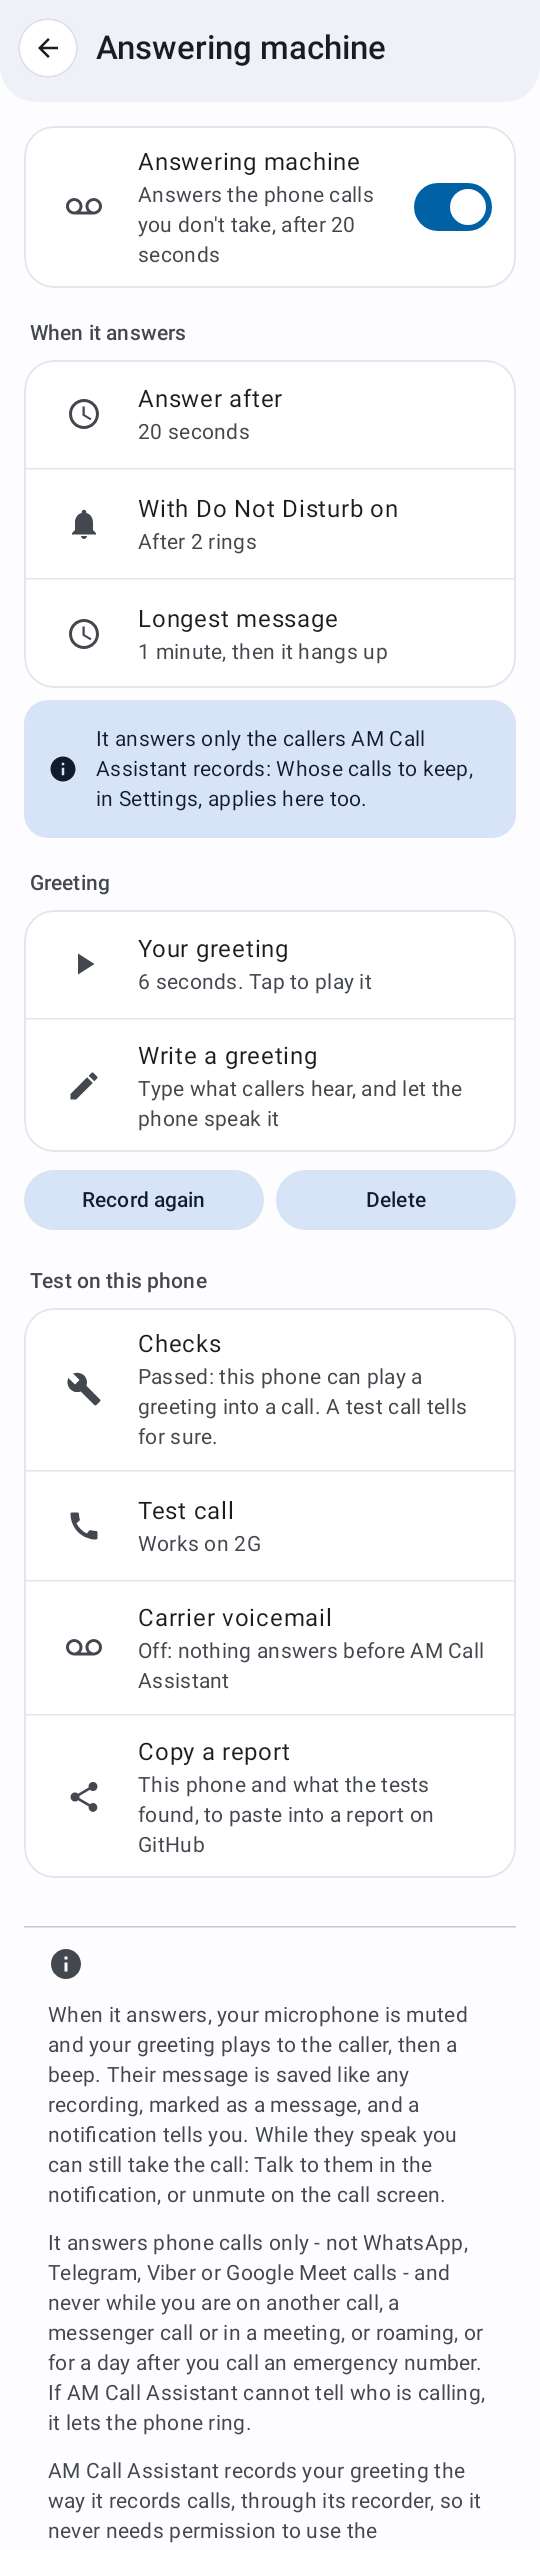 Answering machine
Answering machine
Answers the phone calls
you don't take, after 20
seconds
When it answers
Answer after
20 seconds
With Do Not Disturb on
After 2 rings
Longest message
1 minute, then it hangs up
It answers only the callers AM Call
Assistant records: Whose calls to keep,
in Settings, applies here too.
Greeting
Your greeting
6 seconds. Tap to play it
Write a greeting
Type what callers hear, and let the
phone speak it
Record again
Delete
Test on this phone
Checks
Passed: this phone can play a
greeting into a call. A test call tells
for sure.
Test call
Works on 2G
Carrier voicemail
Off: nothing answers before AM Call
Assistant
Copy a report
This phone and what the tests
found, to paste into a report on
GitHub
When it answers, your microphone is muted
and your greeting plays to the caller, then a
beep. Their message is saved like any
recording, marked as a message, and a
notification tells you. While they speak you
can still take the call: Talk to them in the
notification, or unmute on the call screen.
It answers phone calls only - not WhatsApp,
Telegram, Viber or Google Meet calls - and
never while you are on another call, a
messenger call or in a meeting, or roaming, or
for a day after you call an emergency number.
If AM Call Assistant cannot tell who is calling,
it lets the phone ring.
AM Call Assistant records your greeting the
way it records calls, through its recorder, so it
never needs permission to use the